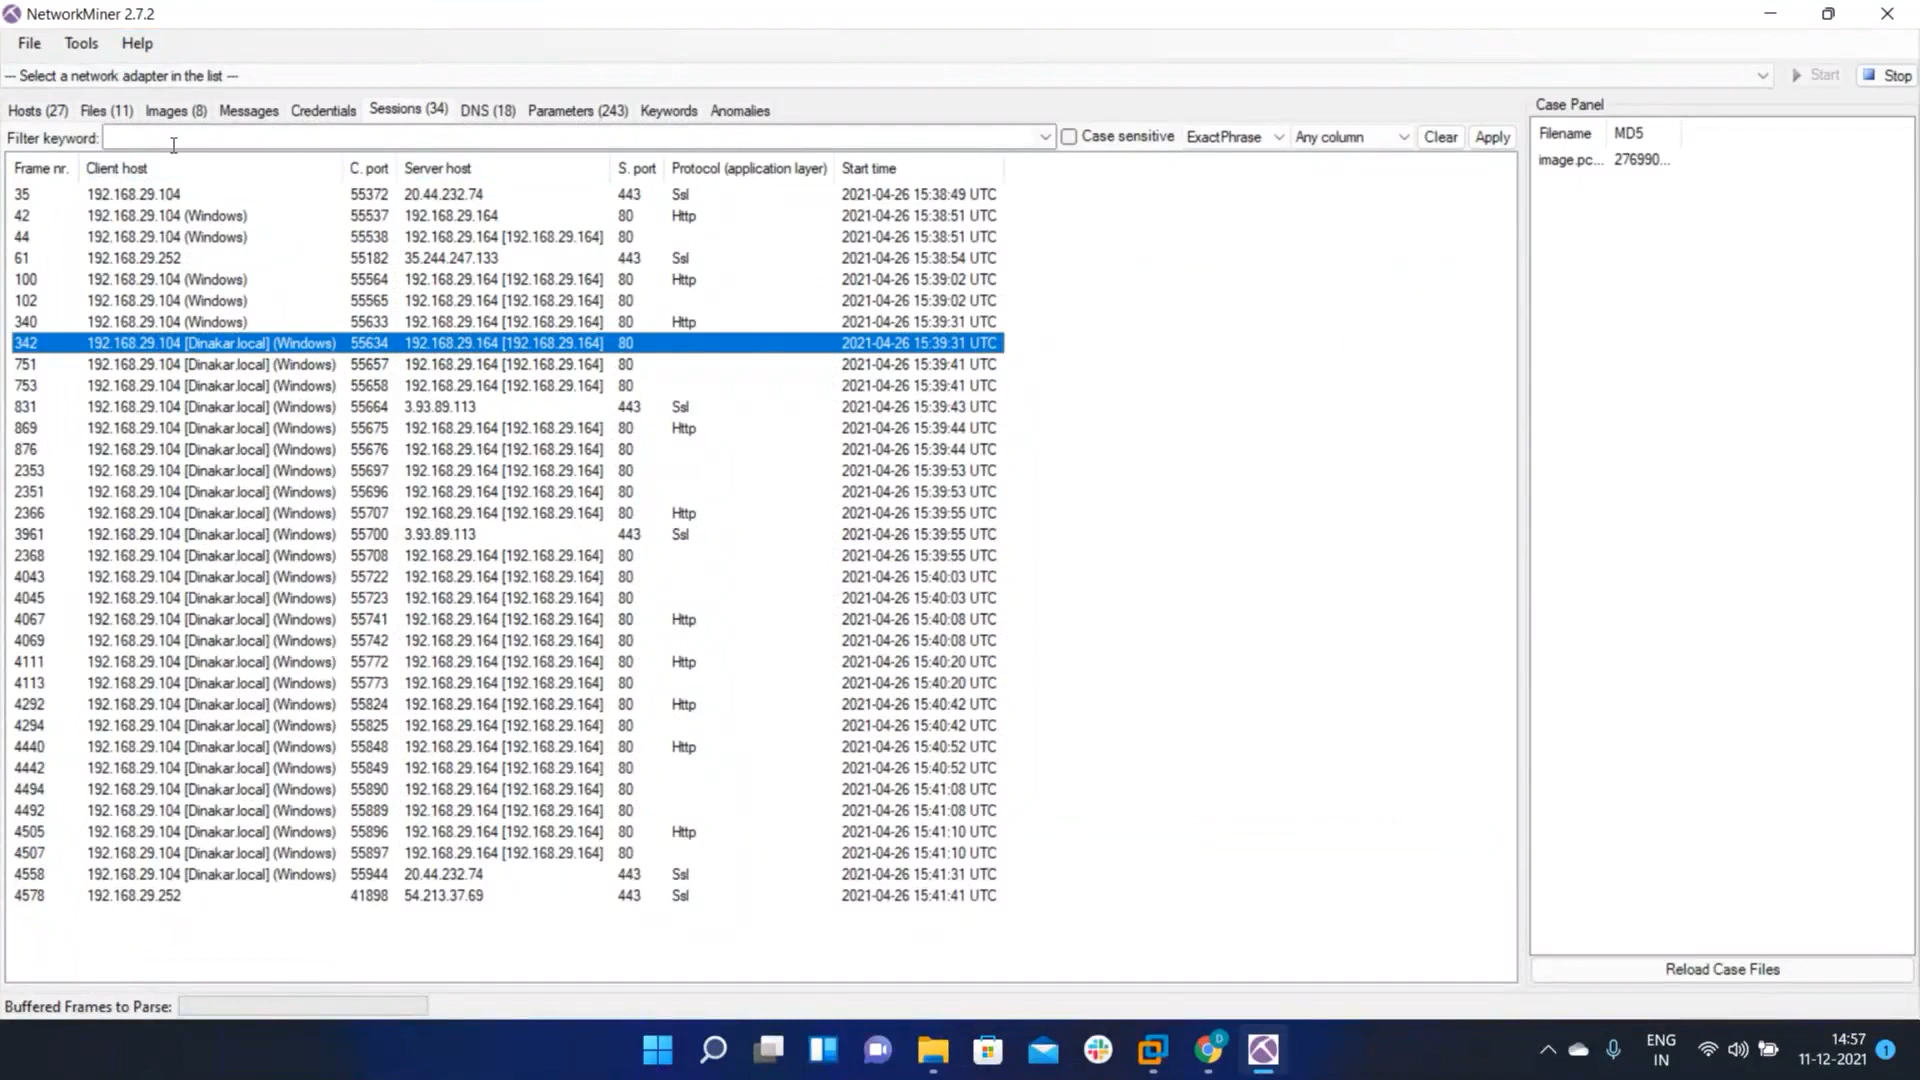 NetworkMiner 2.7.2
File Tools Help
--- Select a network adapter in the list ---
Start Stop
Hosts (27) Files (11) Images (8) Messages Credentials Sessions (34) DNS (18) Parameters (243) Keywords Anomalies
Filter keyword: Case sensitive ExactPhrase Any column Clear Apply
Frame nr. Client host C. port Server host S. port Protocol (application layer) Start time
35 192.168.29.104 55372 20.44.232.74 443 Ssl 2021-04-26 15:38:49 UTC
42 192.168.29.104 (Windows) 55537 192.168.29.164 80 Http 2021-04-26 15:38:51 UTC
44 192.168.29.104 (Windows) 55538 192.168.29.164 [192.168.29.164] 80 2021-04-26 15:38:51 UTC
61 192.168.29.252 55182 35.244.247.133 443 Ssl 2021-04-26 15:38:54 UTC
100 192.168.29.104 (Windows) 55564 192.168.29.164 [192.168.29.164] 80 Http 2021-04-26 15:39:02 UTC
102 192.168.29.104 (Windows) 55565 192.168.29.164 [192.168.29.164] 80 2021-04-26 15:39:02 UTC
340 192.168.29.104 (Windows) 55633 192.168.29.164 [192.168.29.164] 80 Http 2021-04-26 15:39:31 UTC
342 192.168.29.104 [Dinakar.local] (Windows) 55634 192.168.29.164 [192.168.29.164] 80 2021-04-26 15:39:31 UTC
751 192.168.29.104 [Dinakar.local] (Windows) 55657 192.168.29.164 [192.168.29.164] 80 2021-04-26 15:39:41 UTC
753 192.168.29.104 [Dinakar.local] (Windows) 55658 192.168.29.164 [192.168.29.164] 80 2021-04-26 15:39:41 UTC
831 192.168.29.104 [Dinakar.local] (Windows) 55664 3.93.89.113 443 Ssl 2021-04-26 15:39:43 UTC
869 192.168.29.104 [Dinakar.local] (Windows) 55675 192.168.29.164 [192.168.29.164] 80 Http 2021-04-26 15:39:44 UTC
876 192.168.29.104 [Dinakar.local] (Windows) 55676 192.168.29.164 [192.168.29.164] 80 2021-04-26 15:39:44 UTC
2353 192.168.29.104 [Dinakar.local] (Windows) 55697 192.168.29.164 [192.168.29.164] 80 2021-04-26 15:39:53 UTC
2351 192.168.29.104 [Dinakar.local] (Windows) 55696 192.168.29.164 [192.168.29.164] 80 2021-04-26 15:39:53 UTC
2366 192.168.29.104 [Dinakar.local] (Windows) 55707 192.168.29.164 [192.168.29.164] 80 Http 2021-04-26 15:39:55 UTC
3961 192.168.29.104 [Dinakar.local] (Windows) 55700 3.93.89.113 443 Ssl 2021-04-26 15:39:55 UTC
2368 192.168.29.104 [Dinakar.local] (Windows) 55708 192.168.29.164 [192.168.29.164] 80 2021-04-26 15:39:55 UTC
4043 192.168.29.104 [Dinakar.local] (Windows) 55722 192.168.29.164 [192.168.29.164] 80 2021-04-26 15:40:03 UTC
4045 192.168.29.104 [Dinakar.local] (Windows) 55723 192.168.29.164 [192.168.29.164] 80 2021-04-26 15:40:03 UTC
4067 192.168.29.104 [Dinakar.local] (Windows) 55741 192.168.29.164 [192.168.29.164] 80 Http 2021-04-26 15:40:08 UTC
4069 192.168.29.104 [Dinakar.local] (Windows) 55742 192.168.29.164 [192.168.29.164] 80 2021-04-26 15:40:08 UTC
4111 192.168.29.104 [Dinakar.local] (Windows) 55772 192.168.29.164 [192.168.29.164] 80 Http 2021-04-26 15:40:20 UTC
4113 192.168.29.104 [Dinakar.local] (Windows) 55773 192.168.29.164 [192.168.29.164] 80 2021-04-26 15:40:20 UTC
4292 192.168.29.104 [Dinakar.local] (Windows) 55824 192.168.29.164 [192.168.29.164] 80 Http 2021-04-26 15:40:42 UTC
4294 192.168.29.104 [Dinakar.local] (Windows) 55825 192.168.29.164 [192.168.29.164] 80 2021-04-26 15:40:42 UTC
4440 192.168.29.104 [Dinakar.local] (Windows) 55848 192.168.29.164 [192.168.29.164] 80 Http 2021-04-26 15:40:52 UTC
4442 192.168.29.104 [Dinakar.local] (Windows) 55849 192.168.29.164 [192.168.29.164] 80 2021-04-26 15:40:52 UTC
4494 192.168.29.104 [Dinakar.local] (Windows) 55890 192.168.29.164 [192.168.29.164] 80 2021-04-26 15:41:08 UTC
4492 192.168.29.104 [Dinakar.local] (Windows) 55889 192.168.29.164 [192.168.29.164] 80 2021-04-26 15:41:08 UTC
4505 192.168.29.104 [Dinakar.local] (Windows) 55896 192.168.29.164 [192.168.29.164] 80 Http 2021-04-26 15:41:10 UTC
4507 192.168.29.104 [Dinakar.local] (Windows) 55897 192.168.29.164 [192.168.29.164] 80 2021-04-26 15:41:10 UTC
4558 192.168.29.104 [Dinakar.local] (Windows) 55944 20.44.232.74 443 Ssl 2021-04-26 15:41:31 UTC
4578 192.168.29.252 41898 54.213.37.69 443 Ssl 2021-04-26 15:41:41 UTC
Case Panel
Filename MD5
image.pc... 276990...
Reload Case Files
Buffered Frames to Parse:
D
ENG
IN
14:57
11-12-2021
1